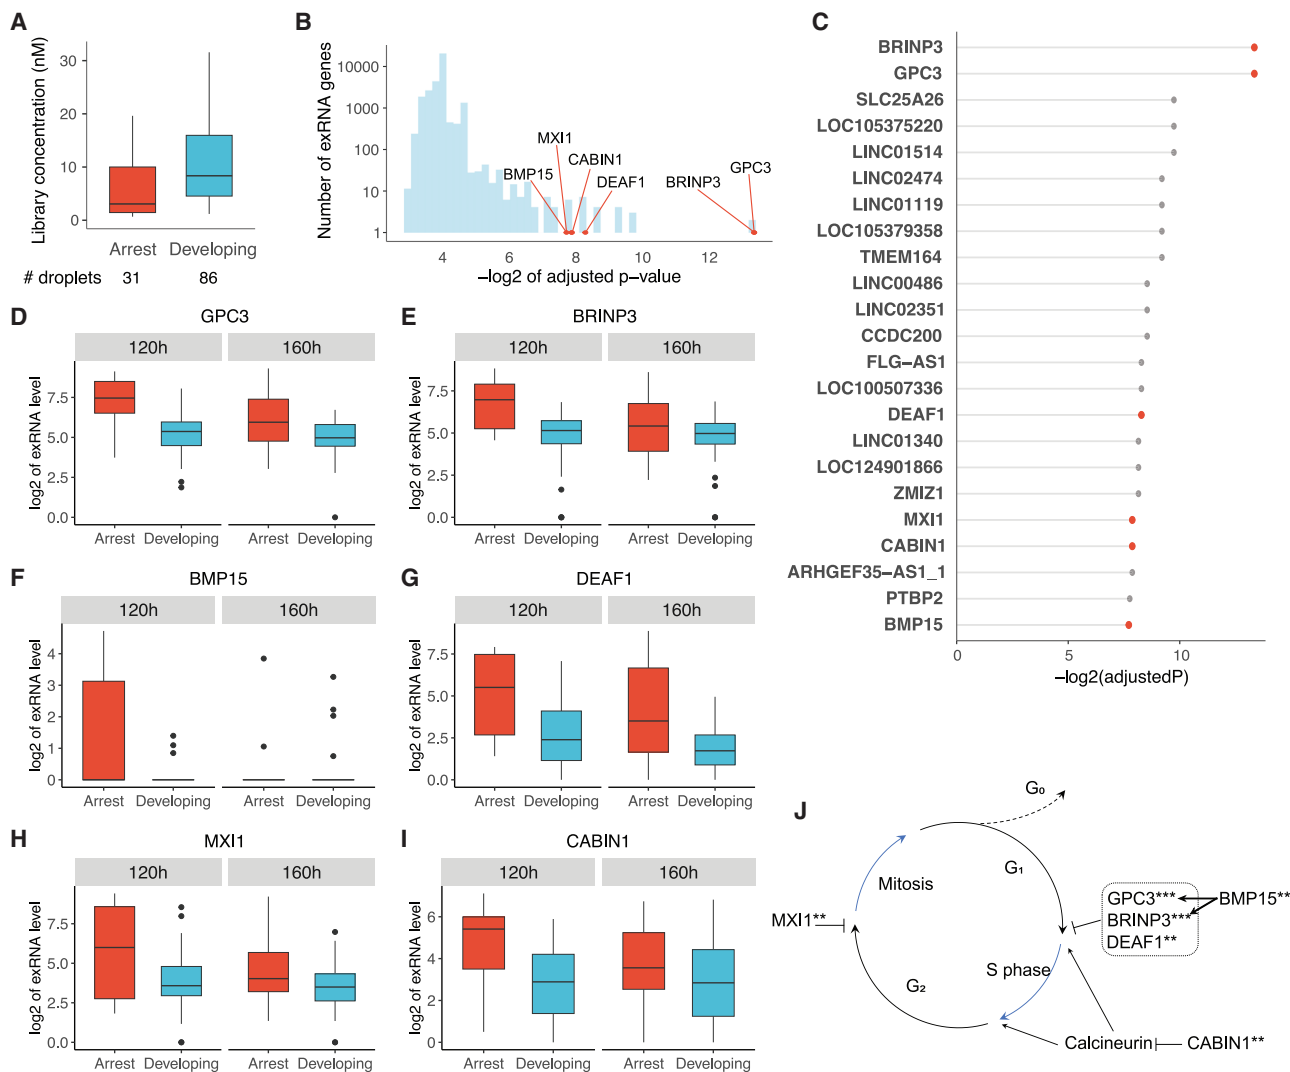 A
Library concentration (nM)
30
20
10
0
Arrest Developing
# droplets 31 86
B
Number of exRNA genes
10000
1000
100
10
1
MXI1
CABIN1
BMP15
DEAF1
BRINP3
GPC3
4 6 8 10 12
−log2 of adjusted p−value
C
BRINP3
GPC3
SLC25A26
LOC105375220
LINC01514
LINC02474
LINC01119
LOC105379358
TMEM164
LINC00486
LINC02351
CCDC200
FLG−AS1
LOC100507336
DEAF1
LINC01340
LOC124901866
ZMIZ1
MXI1
CABIN1
ARHGEF35−AS1_1
PTBP2
BMP15
0 5 10
−log2(adjustedP)
D
GPC3
120h 160h
log2 of exRNA level
7.5
5.0
2.5
0.0
Arrest Developing Arrest Developing
E
BRINP3
120h 160h
log2 of exRNA level
7.5
5.0
2.5
0.0
Arrest Developing Arrest Developing
F
BMP15
120h 160h
log2 of exRNA level
4
3
2
1
0
Arrest Developing Arrest Developing
G
DEAF1
120h 160h
log2 of exRNA level
7.5
5.0
2.5
0.0
Arrest Developing Arrest Developing
H
MXI1
120h 160h
log2 of exRNA level
7.5
5.0
2.5
0.0
Arrest Developing Arrest Developing
I
CABIN1
120h 160h
log2 of exRNA level
6
4
2
0
Arrest Developing Arrest Developing
J
G₀
G₁
Mitosis
MXI1**
GPC3***
BRINP3***
DEAF1**
BMP15**
S phase
G₂
Calcineurin
CABIN1**